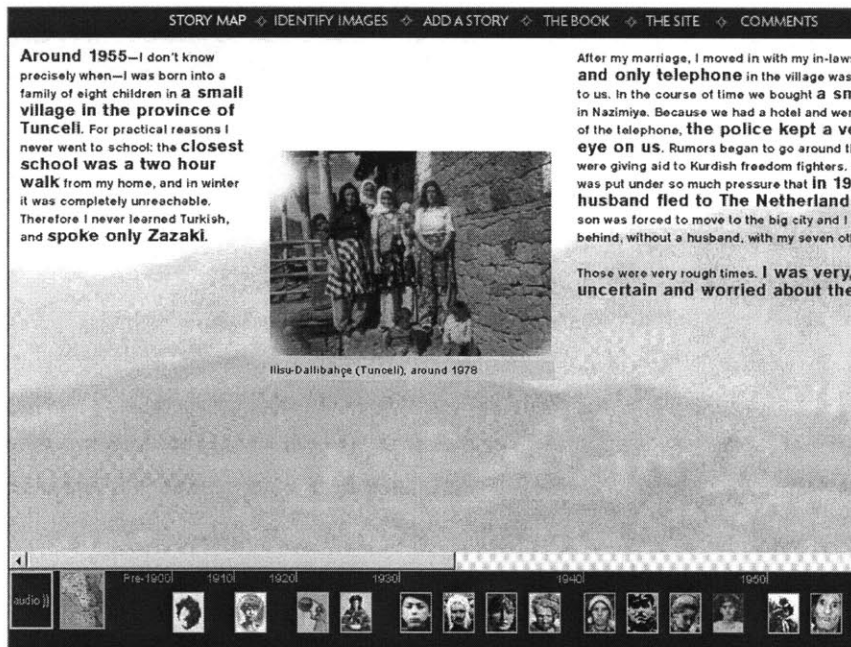 STORY MAP ◇ IDENTIFY IMAGES ◇ ADD A STORY ◇ THE BOOK ◇ THE SITE ◇ COMMENTS
Around 1955—I don't know
precisely when—I was born into a
family of eight children in a small
village in the province of
Tunceli. For practical reasons I
never went to school: the closest
school was a two hour
walk from my home, and in winter
it was completely unreachable.
Therefore I never learned Turkish,
and spoke only Zazaki.
Ilisu-Dallibahçe (Tunceli), around 1978
After my marriage, I moved in with my in-laws
and only telephone in the village was
to us. In the course of time we bought a sm
in Nazimiye. Because we had a hotel and wer
of the telephone, the police kept a ve
eye on us. Rumors began to go around th
were giving aid to Kurdish freedom fighters.
was put under so much pressure that in 19
husband fled to The Netherland
son was forced to move to the big city and I
behind, without a husband, with my seven ot
Those were very rough times. I was very,
uncertain and worried about the
audio ))
Pre-1900 1910 1920 1930 1940 1950